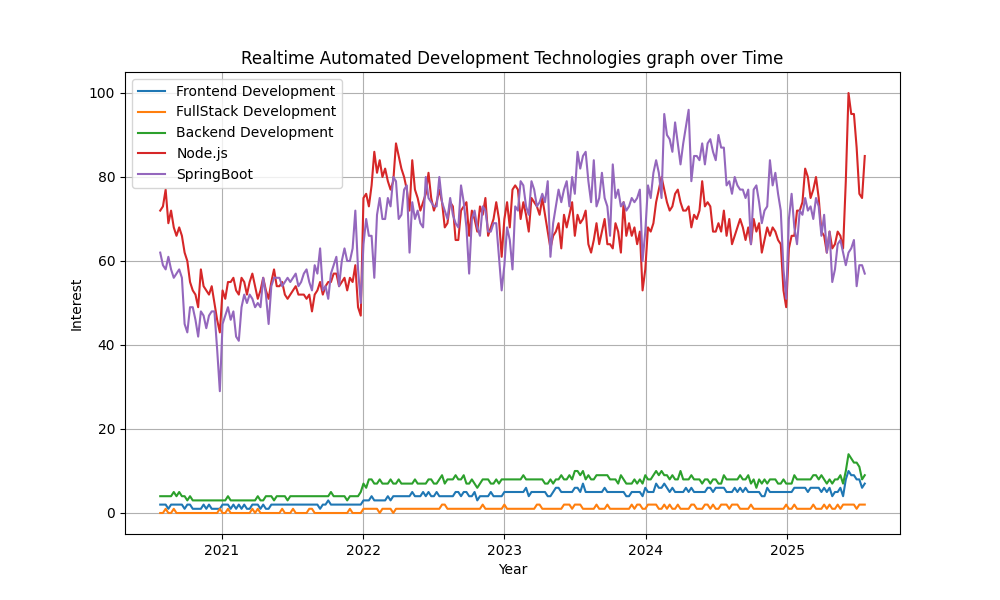 Realtime Automated Development Technologies graph over Time
Frontend Development
FullStack Development
Backend Development
Node.js
SpringBoot
100
80
60
40
20
0
Interest
2021 2022 2023 2024 2025
Year